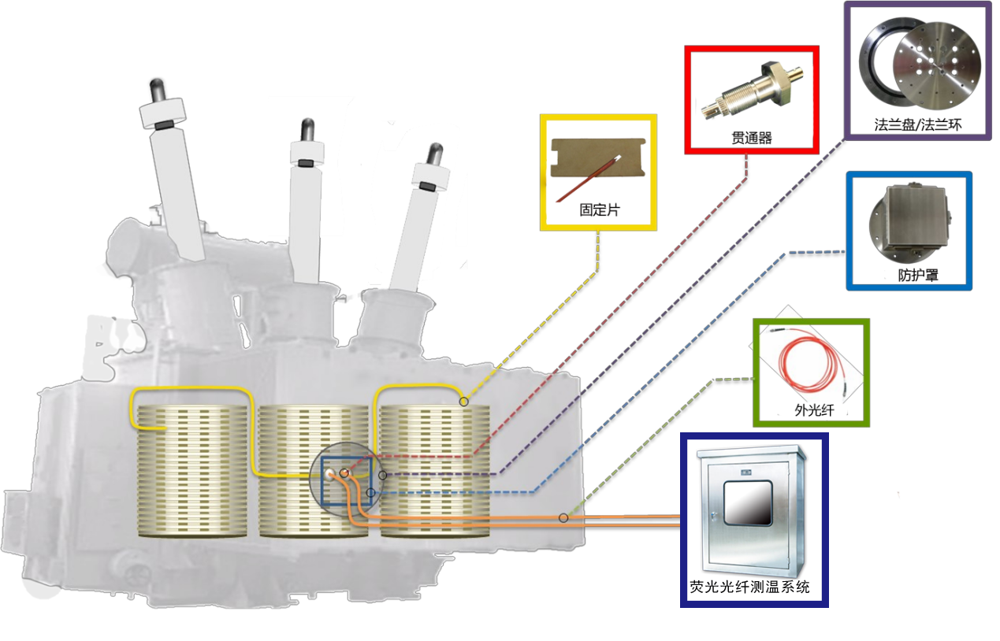 法兰盘/法兰环
贯通器
固定片
防护罩
外光纤
荧光光纤测温系统